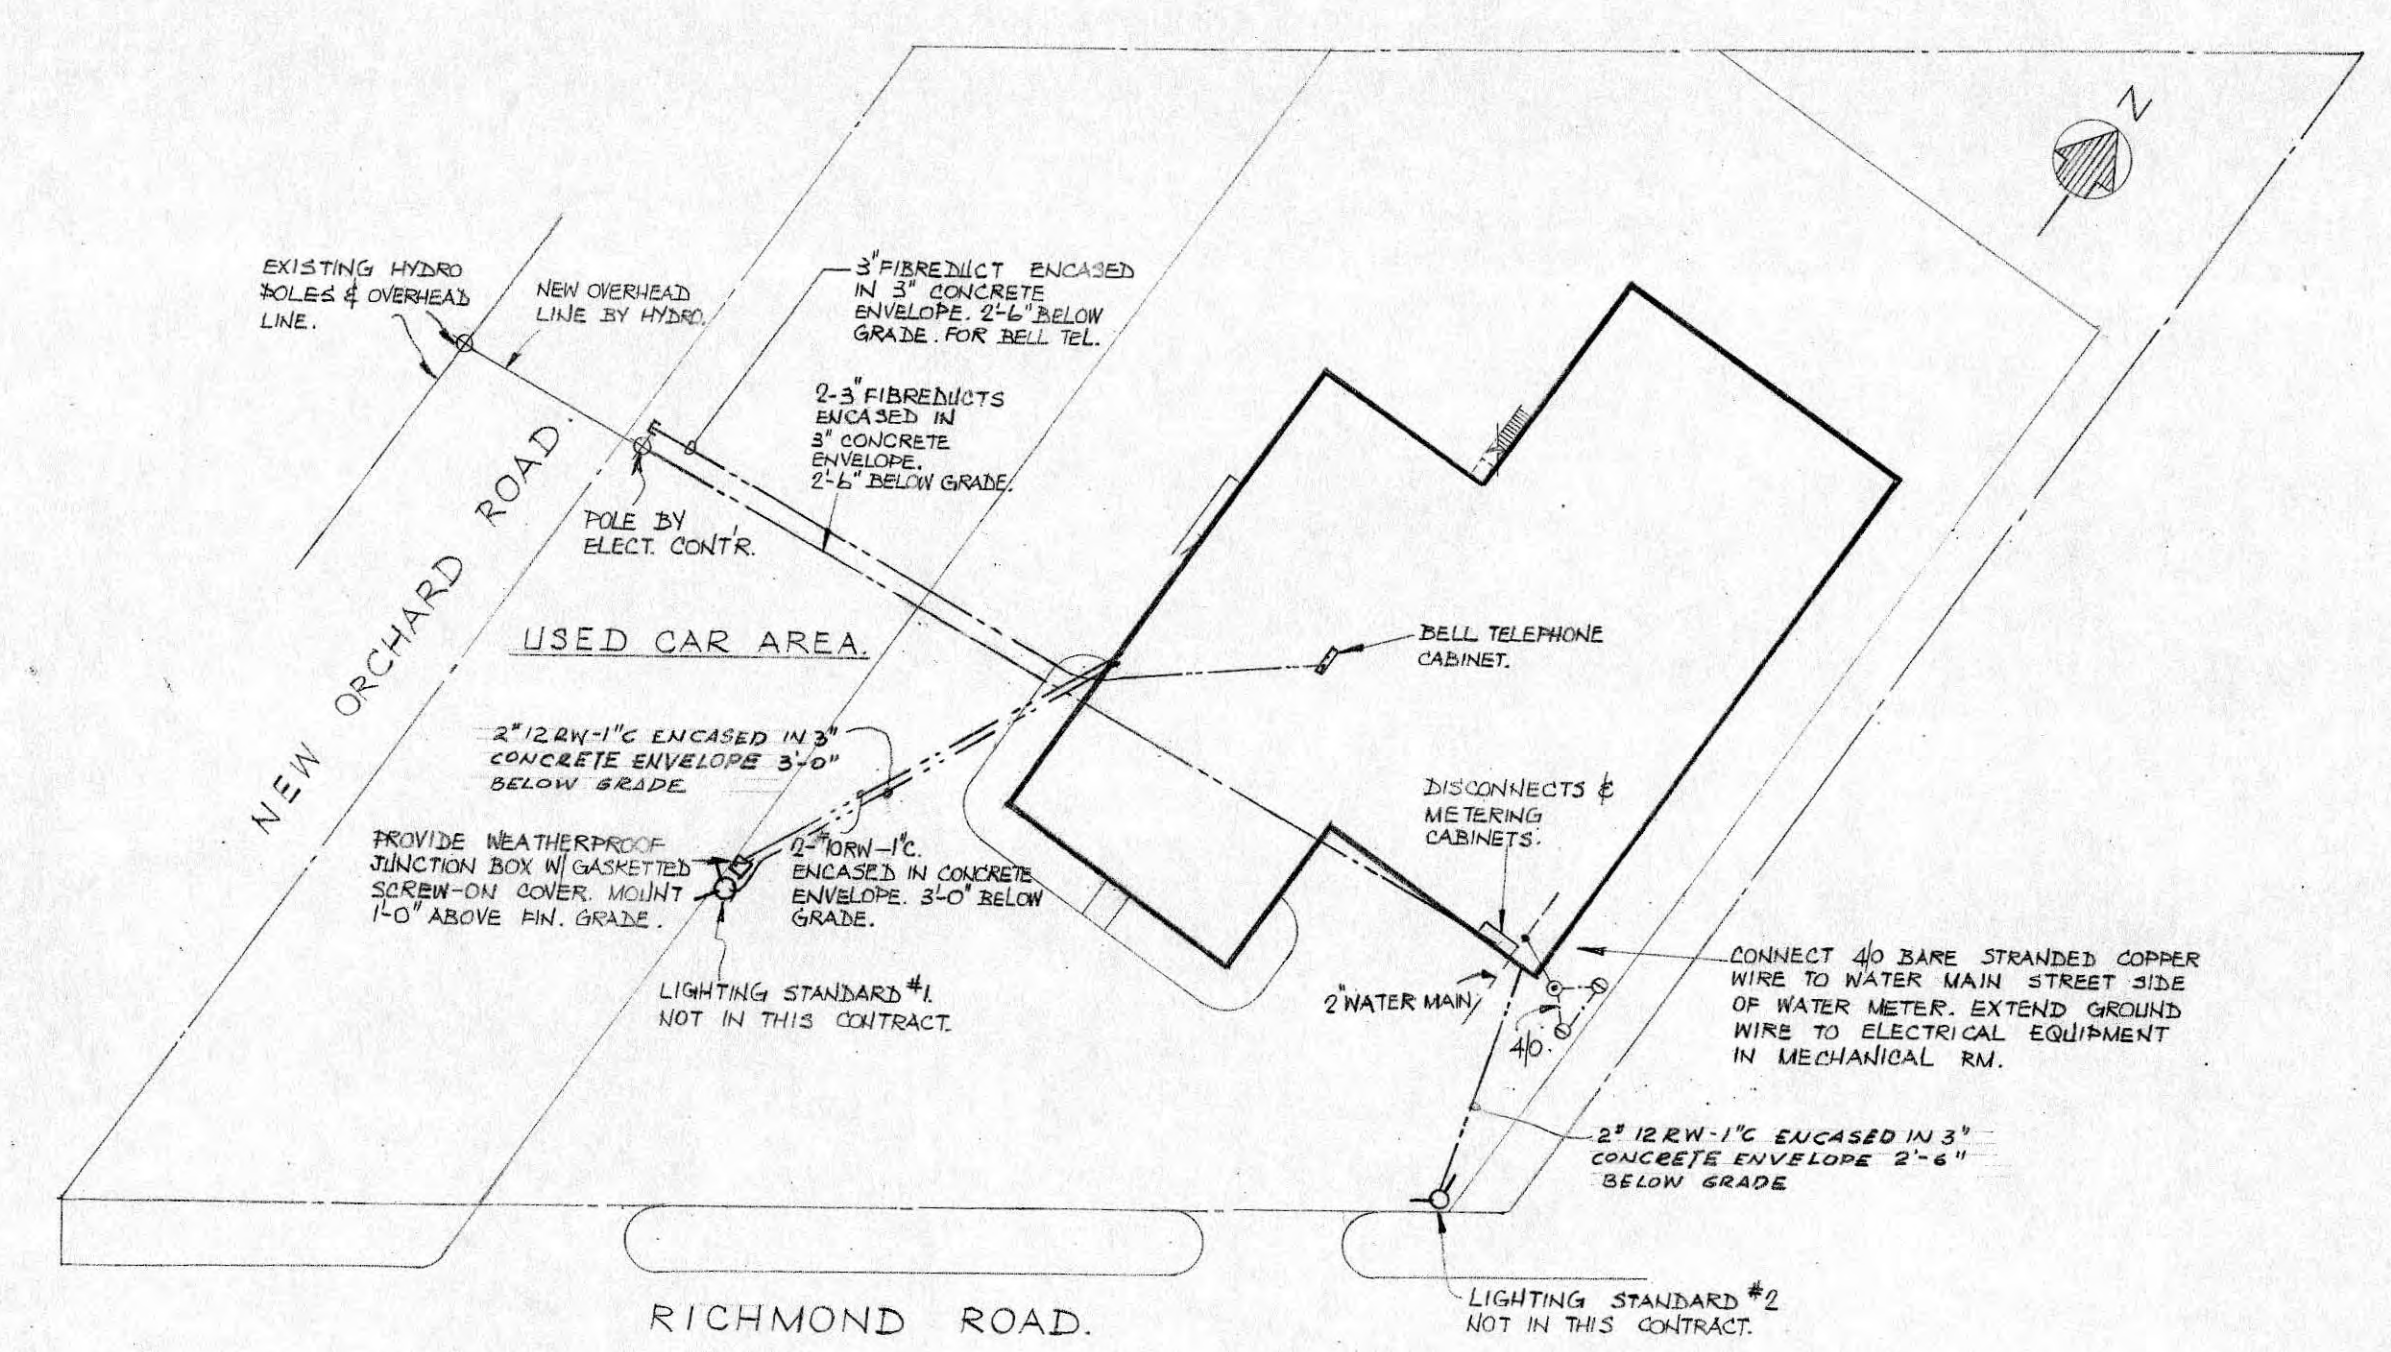 N
EXISTING HYDRO
POLES & OVERHEAD
LINE.
NEW OVERHEAD
LINE BY HYDRO.
3" FIBREDUCT ENCASED
IN 3" CONCRETE
ENVELOPE. 2'-6" BELOW
GRADE. FOR BELL TEL.
2-3" FIBREDUCTS
ENCASED IN
3" CONCRETE
ENVELOPE.
2'-6" BELOW GRADE.
POLE BY
ELECT. CONT'R.
NEW ORCHARD ROAD.
USED CAR AREA.
BELL TELEPHONE
CABINET.
2#12RW-1"C ENCASED IN 3"
CONCRETE ENVELOPE 3'-0"
BELOW GRADE
DISCONNECTS &
METERING
CABINETS.
PROVIDE WEATHERPROOF
JUNCTION BOX W/ GASKETTED
SCREW-ON COVER. MOUNT
1'-0" ABOVE FIN. GRADE.
2-#10RW-1"C.
ENCASED IN CONCRETE
ENVELOPE. 3'-0" BELOW
GRADE.
LIGHTING STANDARD #1.
NOT IN THIS CONTRACT.
2" WATER MAIN
4/0.
CONNECT 4/0 BARE STRANDED COPPER
WIRE TO WATER MAIN STREET SIDE
OF WATER METER. EXTEND GROUND
WIRE TO ELECTRICAL EQUIPMENT
IN MECHANICAL RM.
2# 12RW-1"C ENCASED IN 3"
CONCRETE ENVELOPE 2'-6"
BELOW GRADE
LIGHTING STANDARD #2
NOT IN THIS CONTRACT.
RICHMOND ROAD.